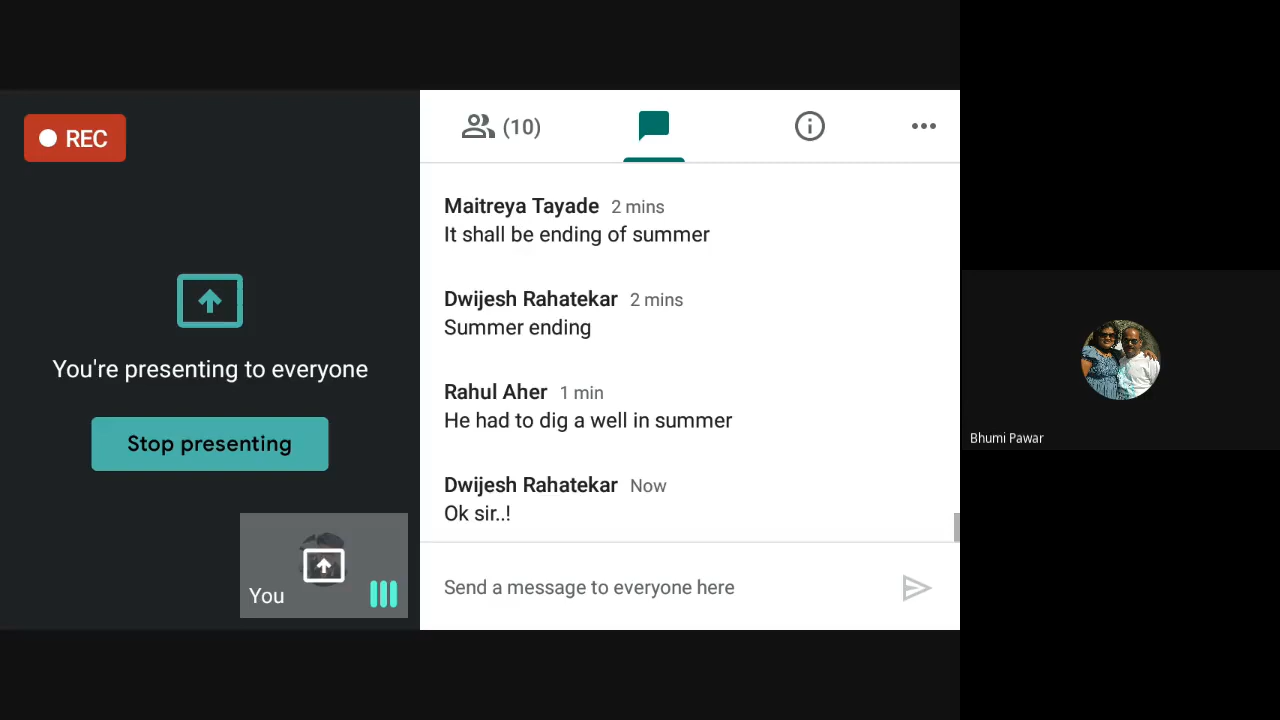 REC
(10)
Maitreya Tayade 2 mins
It shall be ending of summer
Dwijesh Rahatekar 2 mins
Summer ending
Rahul Aher 1 min
He had to dig a well in summer
Dwijesh Rahatekar Now
Ok sir..!
Send a message to everyone here
You're presenting to everyone
Stop presenting
You
Bhumi Pawar